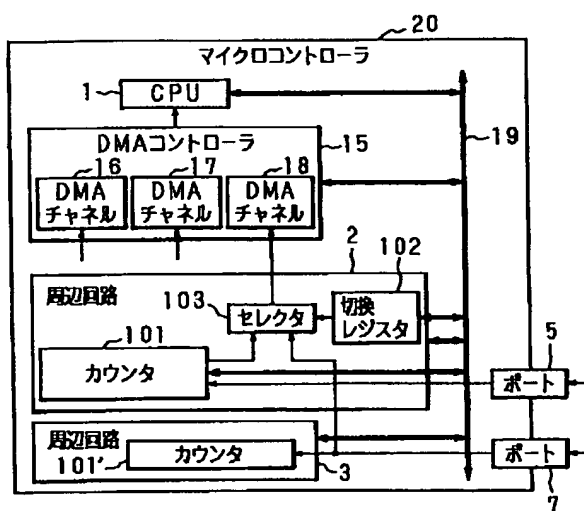 20
マイクロコントローラ
1
CPU
19
DMAコントローラ
15
16
17
18
DMA
チャネル
DMA
チャネル
DMA
チャネル
2
102
周辺回路
103
セレクタ
切換
レジスタ
101
カウンタ
5
ポート
周辺回路
101'
カウンタ
3
ポート
7